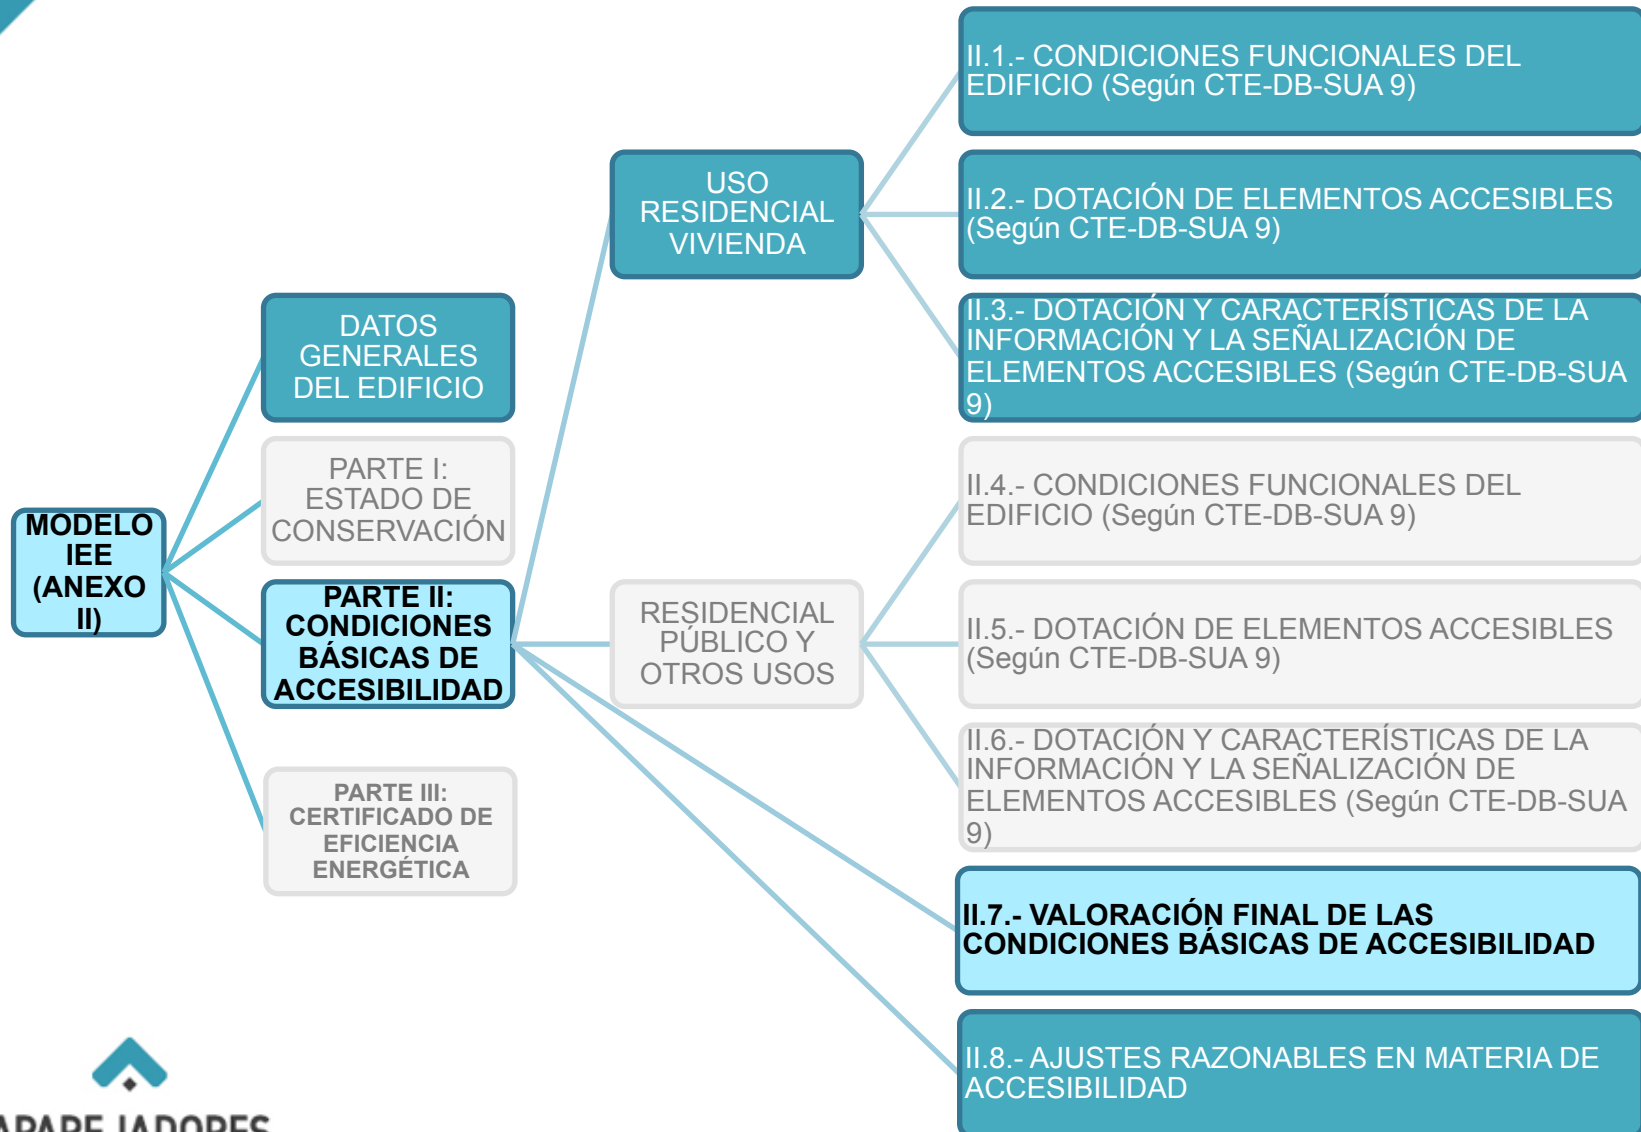 MODELO
IEE
(ANEXO
II)
DATOS
GENERALES
DEL EDIFICIO
PARTE I:
ESTADO DE
CONSERVACIÓN
PARTE II:
CONDICIONES
BÁSICAS DE
ACCESIBILIDAD
PARTE III:
CERTIFICADO DE
EFICIENCIA
ENERGÉTICA
USO
RESIDENCIAL
VIVIENDA
RESIDENCIAL
PÚBLICO Y
OTROS USOS
II.1.- CONDICIONES FUNCIONALES DEL
EDIFICIO (Según CTE-DB-SUA 9)
II.2.- DOTACIÓN DE ELEMENTOS ACCESIBLES
(Según CTE-DB-SUA 9)
II.3.- DOTACIÓN Y CARACTERÍSTICAS DE LA
INFORMACIÓN Y LA SEÑALIZACIÓN DE
ELEMENTOS ACCESIBLES (Según CTE-DB-SUA
9)
II.4.- CONDICIONES FUNCIONALES DEL
EDIFICIO (Según CTE-DB-SUA 9)
II.5.- DOTACIÓN DE ELEMENTOS ACCESIBLES
(Según CTE-DB-SUA 9)
II.6.- DOTACIÓN Y CARACTERÍSTICAS DE LA
INFORMACIÓN Y LA SEÑALIZACIÓN DE
ELEMENTOS ACCESIBLES (Según CTE-DB-SUA
9)
II.7.- VALORACIÓN FINAL DE LAS
CONDICIONES BÁSICAS DE ACCESIBILIDAD
II.8.- AJUSTES RAZONABLES EN MATERIA DE
ACCESIBILIDAD
APAREJADORES